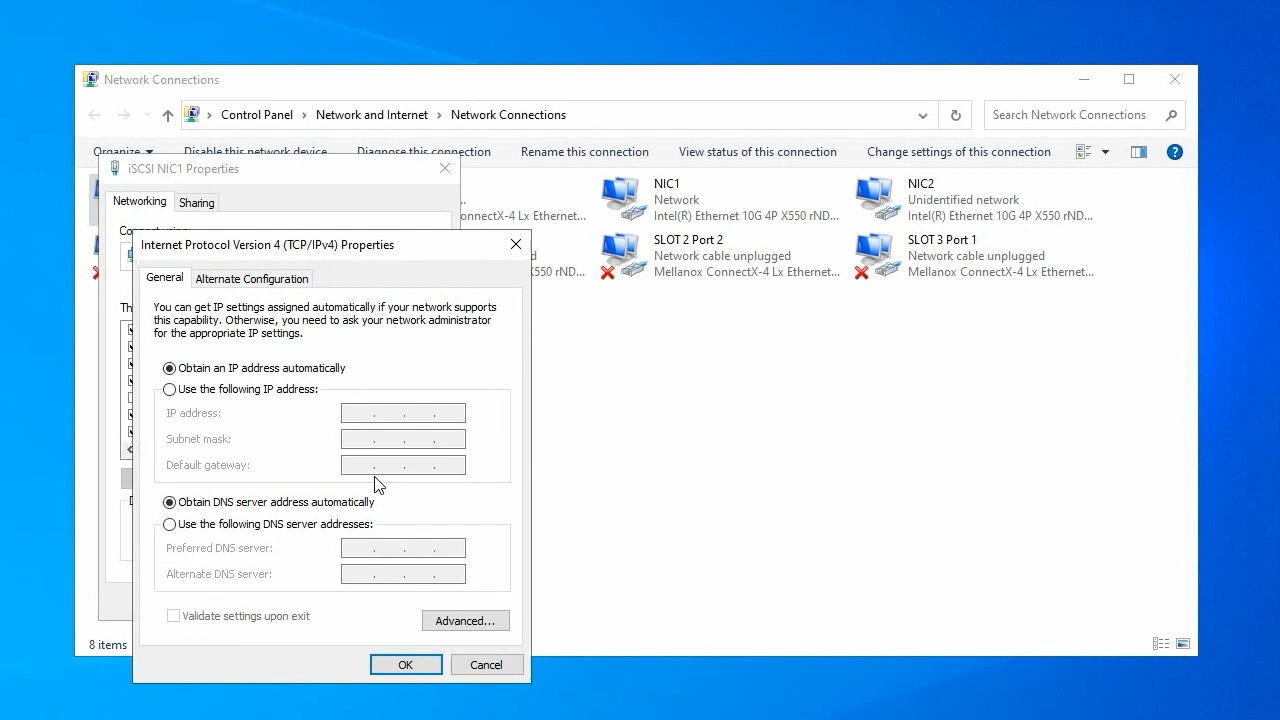 Network Connections
Control Panel > Network and Internet > Network Connections
Search Network Connections
Organize
Disable this network device
Diagnose this connection
Rename this connection
View status of this connection
Change settings of this connection
iSCSI NIC1 Properties
Networking
Sharing
onnectX-4 Lx Ethernet...
X550 rND...
NIC1
Network
Intel(R) Ethernet 10G 4P X550 rND...
NIC2
Unidentified network
Intel(R) Ethernet 10G 4P X550 rND...
SLOT 2 Port 2
Network cable unplugged
Mellanox ConnectX-4 Lx Ethernet...
SLOT 3 Port 1
Network cable unplugged
Mellanox ConnectX-4 Lx Ethernet...
Internet Protocol Version 4 (TCP/IPv4) Properties
General
Alternate Configuration
You can get IP settings assigned automatically if your network supports
this capability. Otherwise, you need to ask your network administrator
for the appropriate IP settings.
Obtain an IP address automatically
Use the following IP address:
IP address:
Subnet mask:
Default gateway:
Obtain DNS server address automatically
Use the following DNS server addresses:
Preferred DNS server:
Alternate DNS server:
Validate settings upon exit
Advanced...
OK
Cancel
8 items